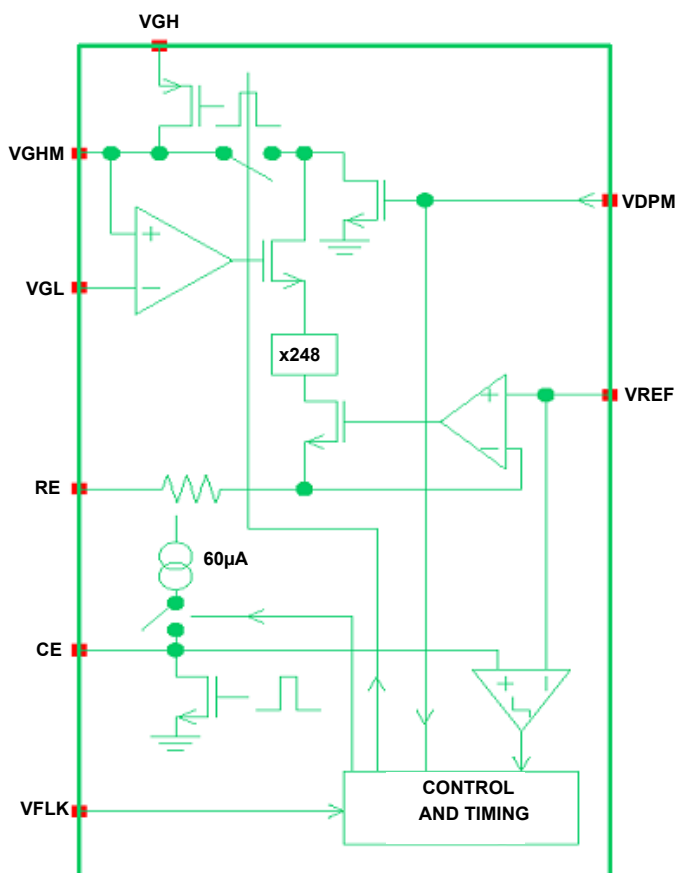 VGH
VGHM
VDPM
VGL
x248
VREF
RE
60µA
CE
CONTROL
AND TIMING
VFLK